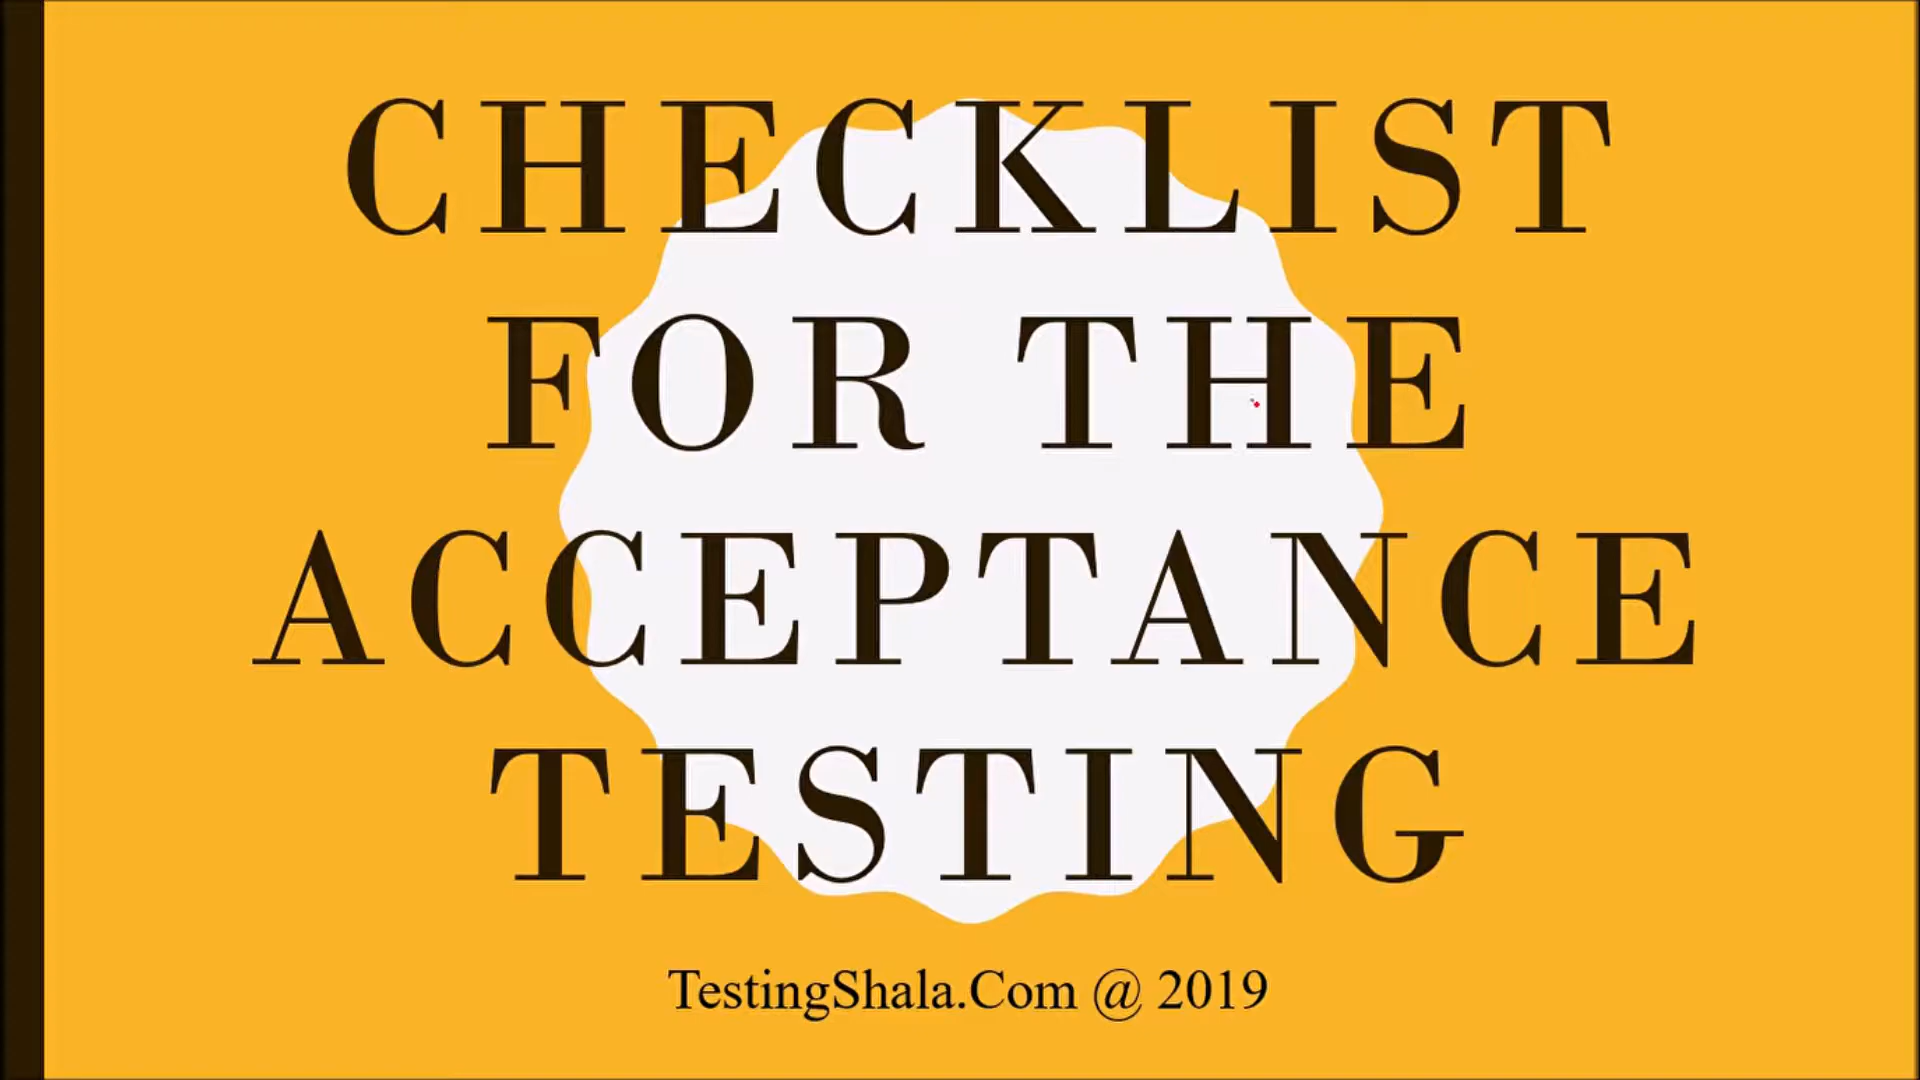 CHECKLIST
FOR THE
ACCEPTANCE
TESTING
TestingShala.Com @ 2019